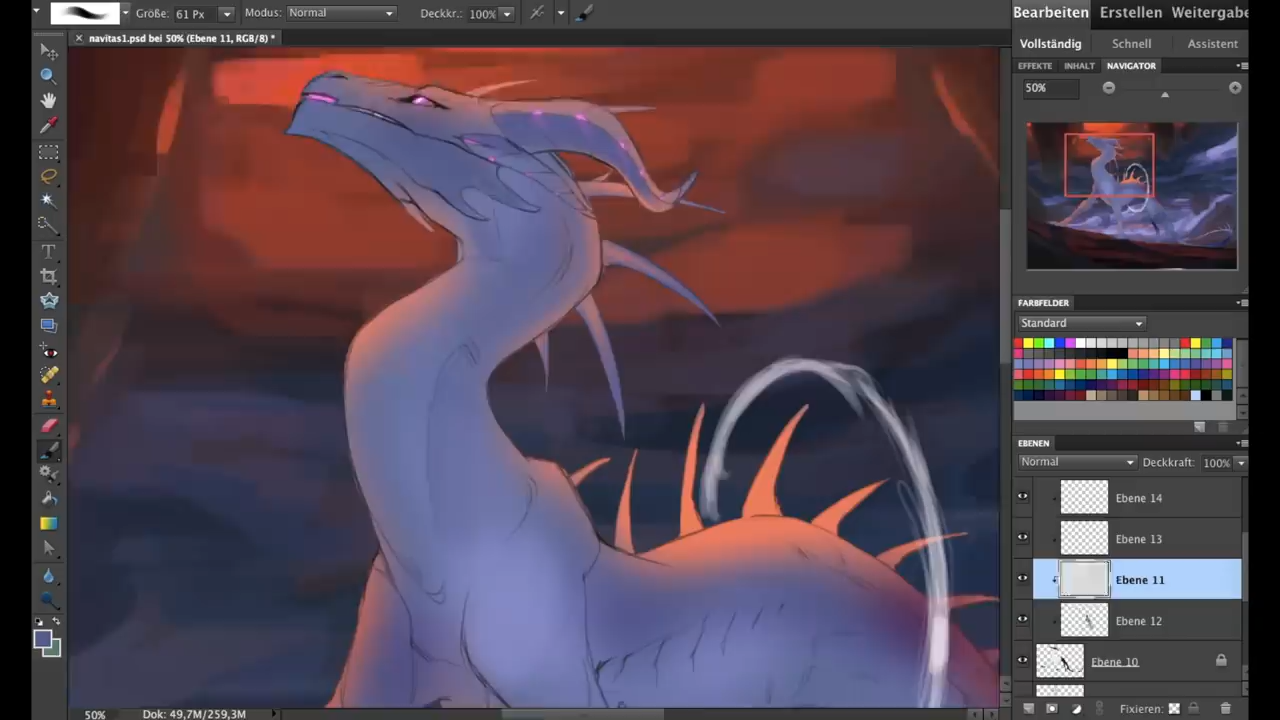 Größe: 61 Px Modus: Normal Deckkr.: 100%
Bearbeiten Erstellen Weitergabe
navitas1.psd bei 50% (Ebene 11, RGB/8) *
Vollständig Schnell Assistent
EFFEKTE INHALT NAVIGATOR
50%
FARBFELDER
Standard
EBENEN
Normal Deckkraft: 100%
Ebene 14
Ebene 13
Ebene 11
Ebene 12
Ebene 10
Fixieren:
50% Dok: 49,7M/259,3M